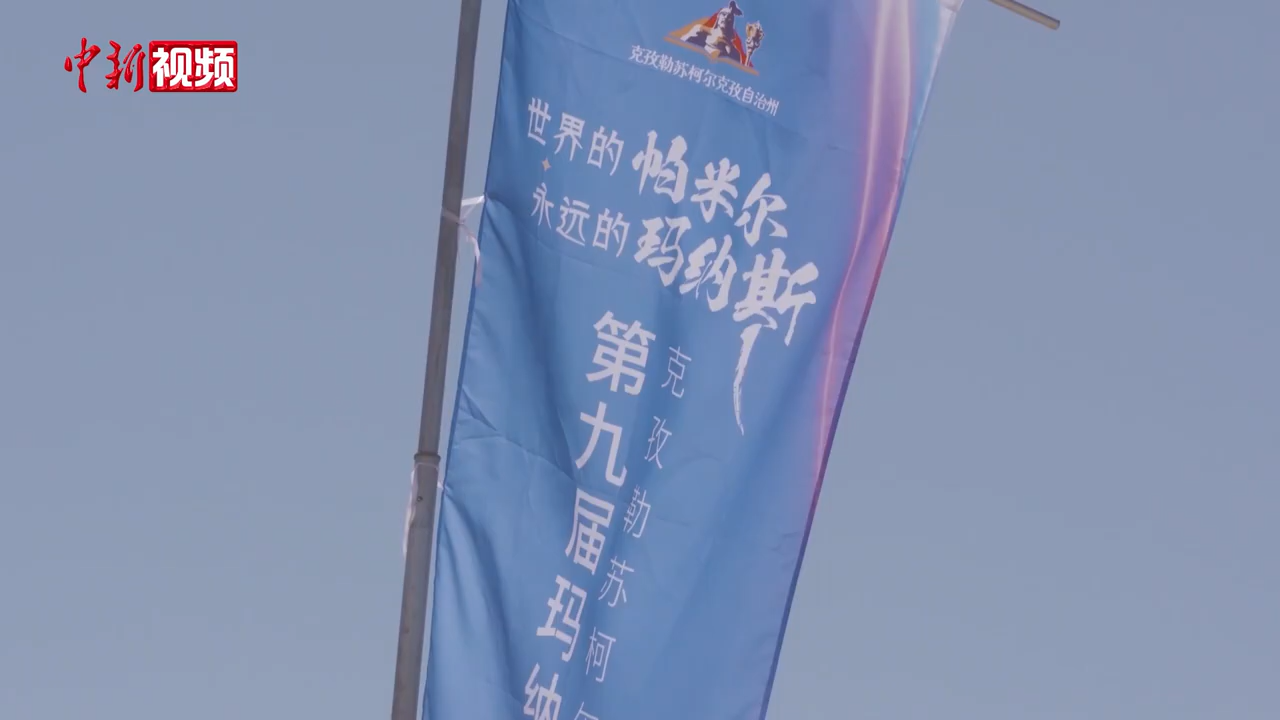 中新视频
克孜勒苏柯尔克孜自治州
世界的帕米尔
永远的玛纳斯
克孜勒苏柯
第九届玛纳